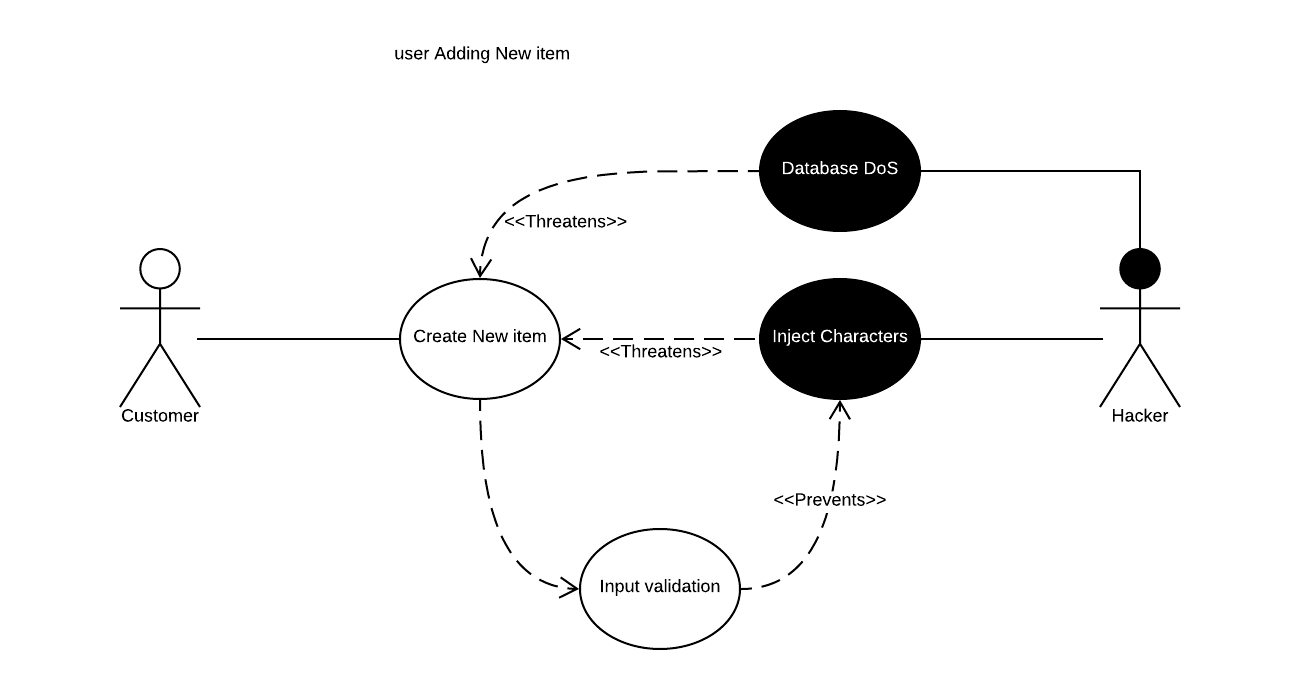 user Adding New item
Database DoS
<<Threatens>>
Create New item
Inject Characters
<<Threatens>>
Customer
Hacker
<<Prevents>>
Input validation